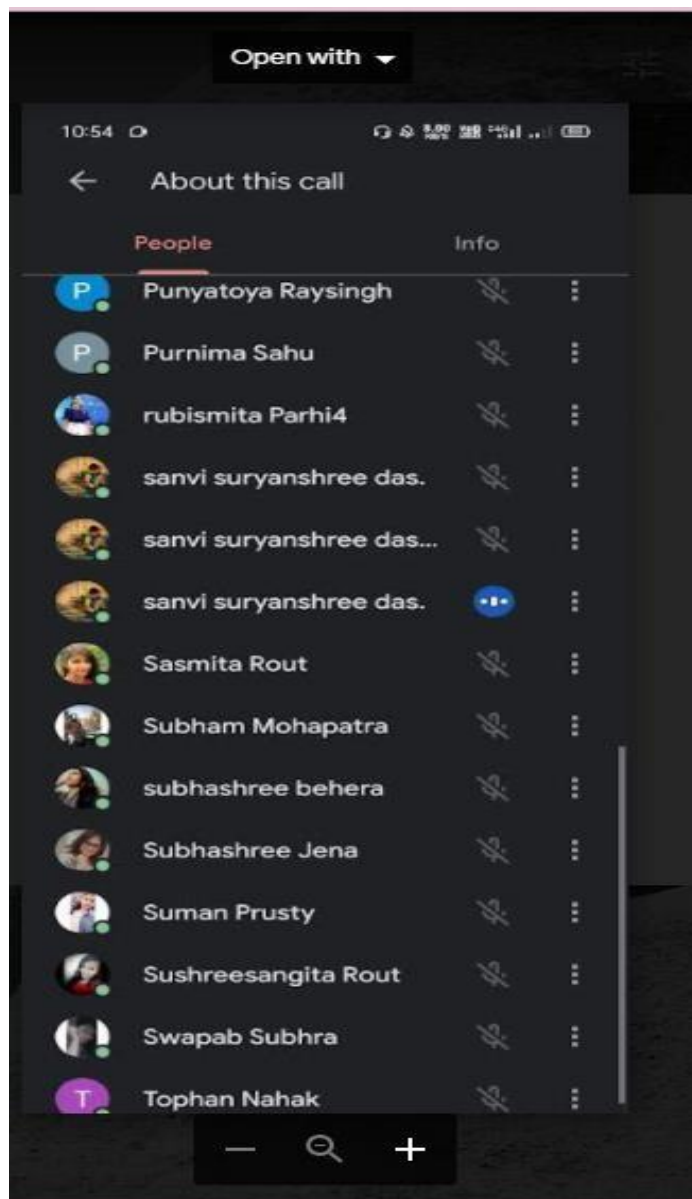 Open with
10:54
About this call
People Info
P Punyatoya Raysingh
P Purnima Sahu
rubismita Parhi4
sanvi suryanshree das.
sanvi suryanshree das...
sanvi suryanshree das.
Sasmita Rout
Subham Mohapatra
subhashree behera
Subhashree Jena
Suman Prusty
Sushreesangita Rout
Swapab Subhra
T Tophan Nahak